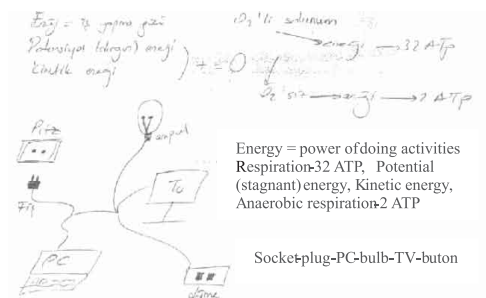 Enerji = iş yapma gücü
Potansiyel (durgun) enerji
Kinetik enerji
O₂'li solunum
enerji → 32 ATP
O₂'siz → enerji → 2 ATP
Priz
ampul
Fiş
TV
PC
düğme
Energy = power of doing activities
Respiration-32 ATP, Potential
(stagnant) energy, Kinetic energy,
Anaerobic respiration-2 ATP
Socket-plug-PC-bulb-TV-buton